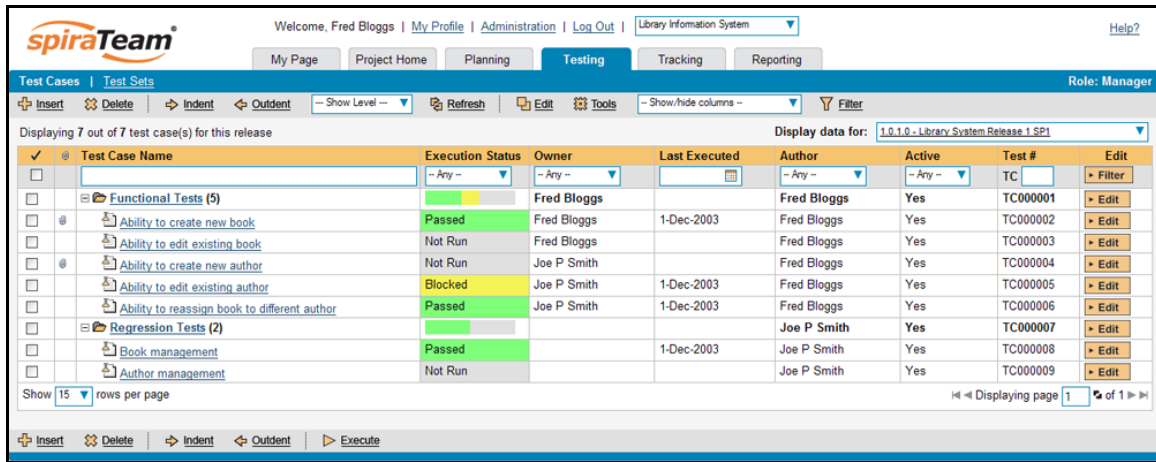 Welcome, Fred Bloggs | My Profile | Administration | Log Out | Library Information System Help?
spiraTeam
My Page Project Home Planning Testing Tracking Reporting
Test Cases | Test Sets Role: Manager
Insert Delete Indent Outdent -- Show Level -- Refresh Edit Tools -- Show/hide columns -- Filter
Displaying 7 out of 7 test case(s) for this release Display data for: 1.0.1.0 - Library System Release 1 SP1
Test Case Name Execution Status Owner Last Executed Author Active Test # Edit
-- Any -- -- Any -- -- Any -- -- Any -- TC Filter
Functional Tests (5) Fred Bloggs Fred Bloggs Yes TC000001 Edit
Ability to create new book Passed Fred Bloggs 1-Dec-2003 Fred Bloggs Yes TC000002 Edit
Ability to edit existing book Not Run Fred Bloggs Fred Bloggs Yes TC000003 Edit
Ability to create new author Not Run Joe P Smith Fred Bloggs Yes TC000004 Edit
Ability to edit existing author Blocked Joe P Smith 1-Dec-2003 Fred Bloggs Yes TC000005 Edit
Ability to reassign book to different author Passed Joe P Smith 1-Dec-2003 Fred Bloggs Yes TC000006 Edit
Regression Tests (2) Joe P Smith Yes TC000007 Edit
Book management Passed 1-Dec-2003 Joe P Smith Yes TC000008 Edit
Author management Not Run Joe P Smith Yes TC000009 Edit
Show 15 rows per page Displaying page 1 of 1
Insert Delete Indent Outdent Execute